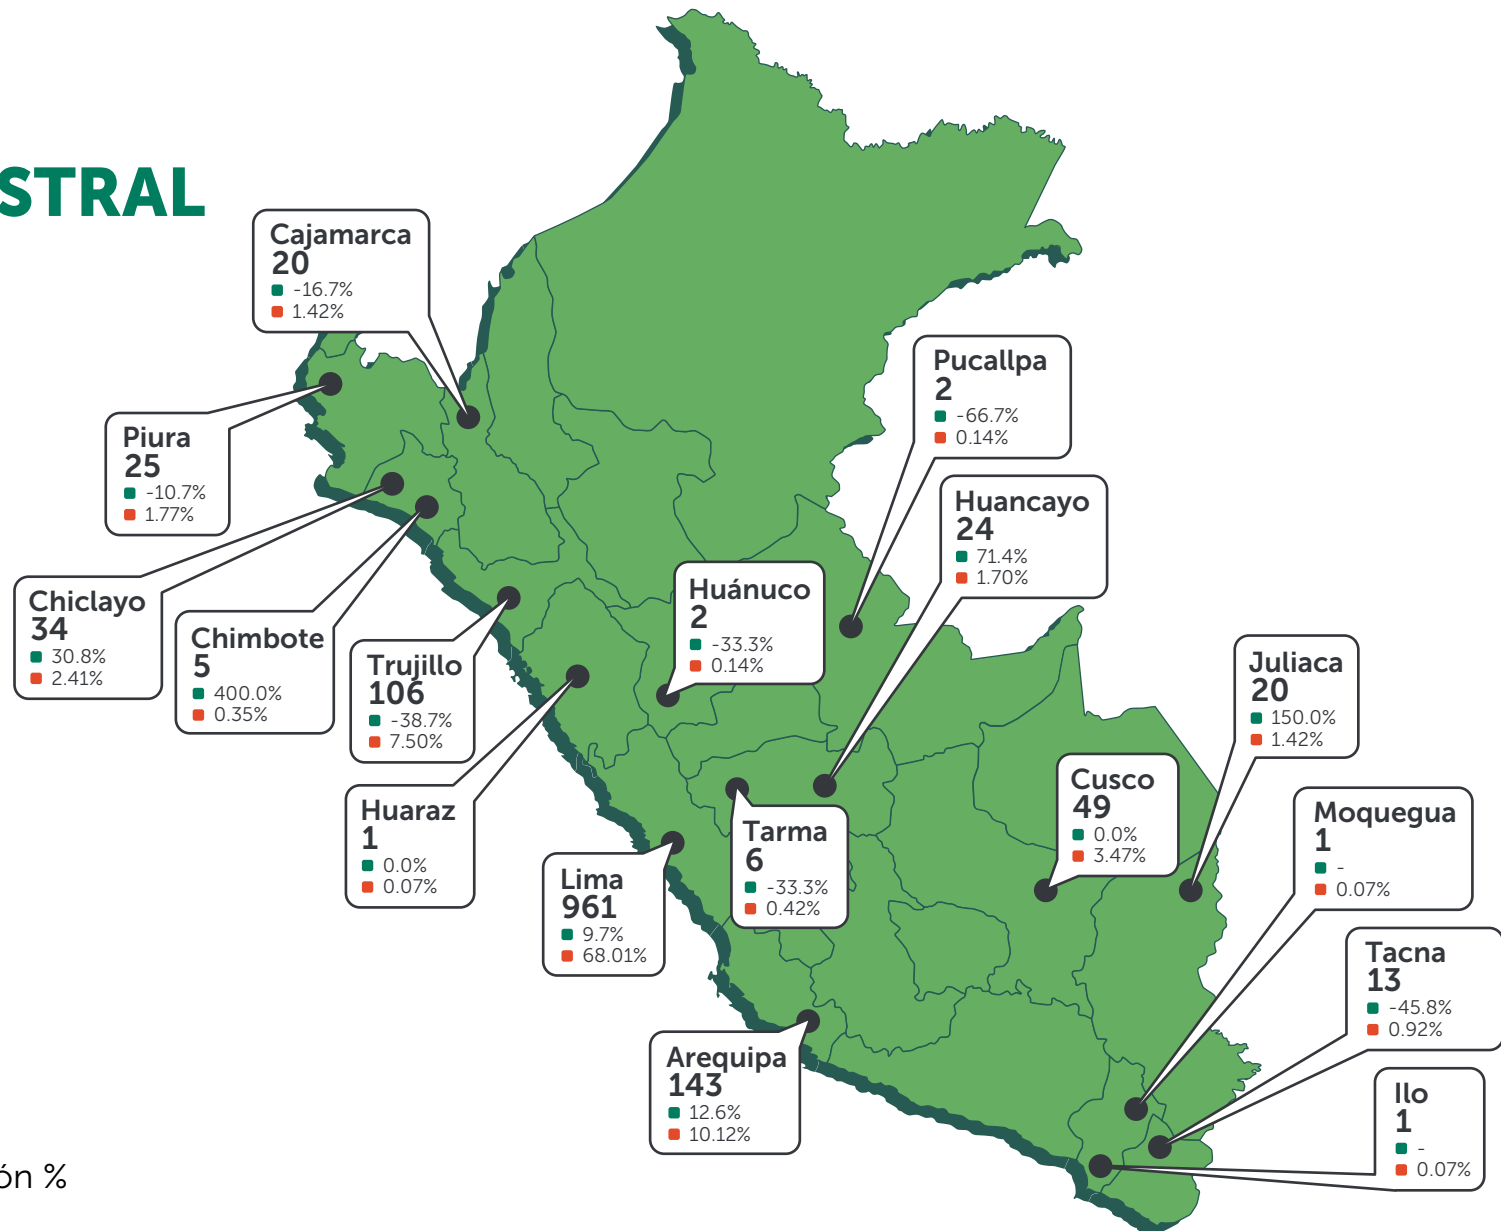 STRAL
Cajamarca
20
-16.7%
1.42%
Piura
25
-10.7%
1.77%
Pucallpa
2
-66.7%
0.14%
Huancayo
24
71.4%
1.70%
Chiclayo
34
30.8%
2.41%
Chimbote
5
400.0%
0.35%
Trujillo
106
-38.7%
7.50%
Huánuco
2
-33.3%
0.14%
Juliaca
20
150.0%
1.42%
Huaraz
1
0.0%
0.07%
Lima
961
9.7%
68.01%
Tarma
6
-33.3%
0.42%
Cusco
49
0.0%
3.47%
Moquegua
1
-
0.07%
Tacna
13
-45.8%
0.92%
Arequipa
143
12.6%
10.12%
Ilo
1
-
0.07%
ón %